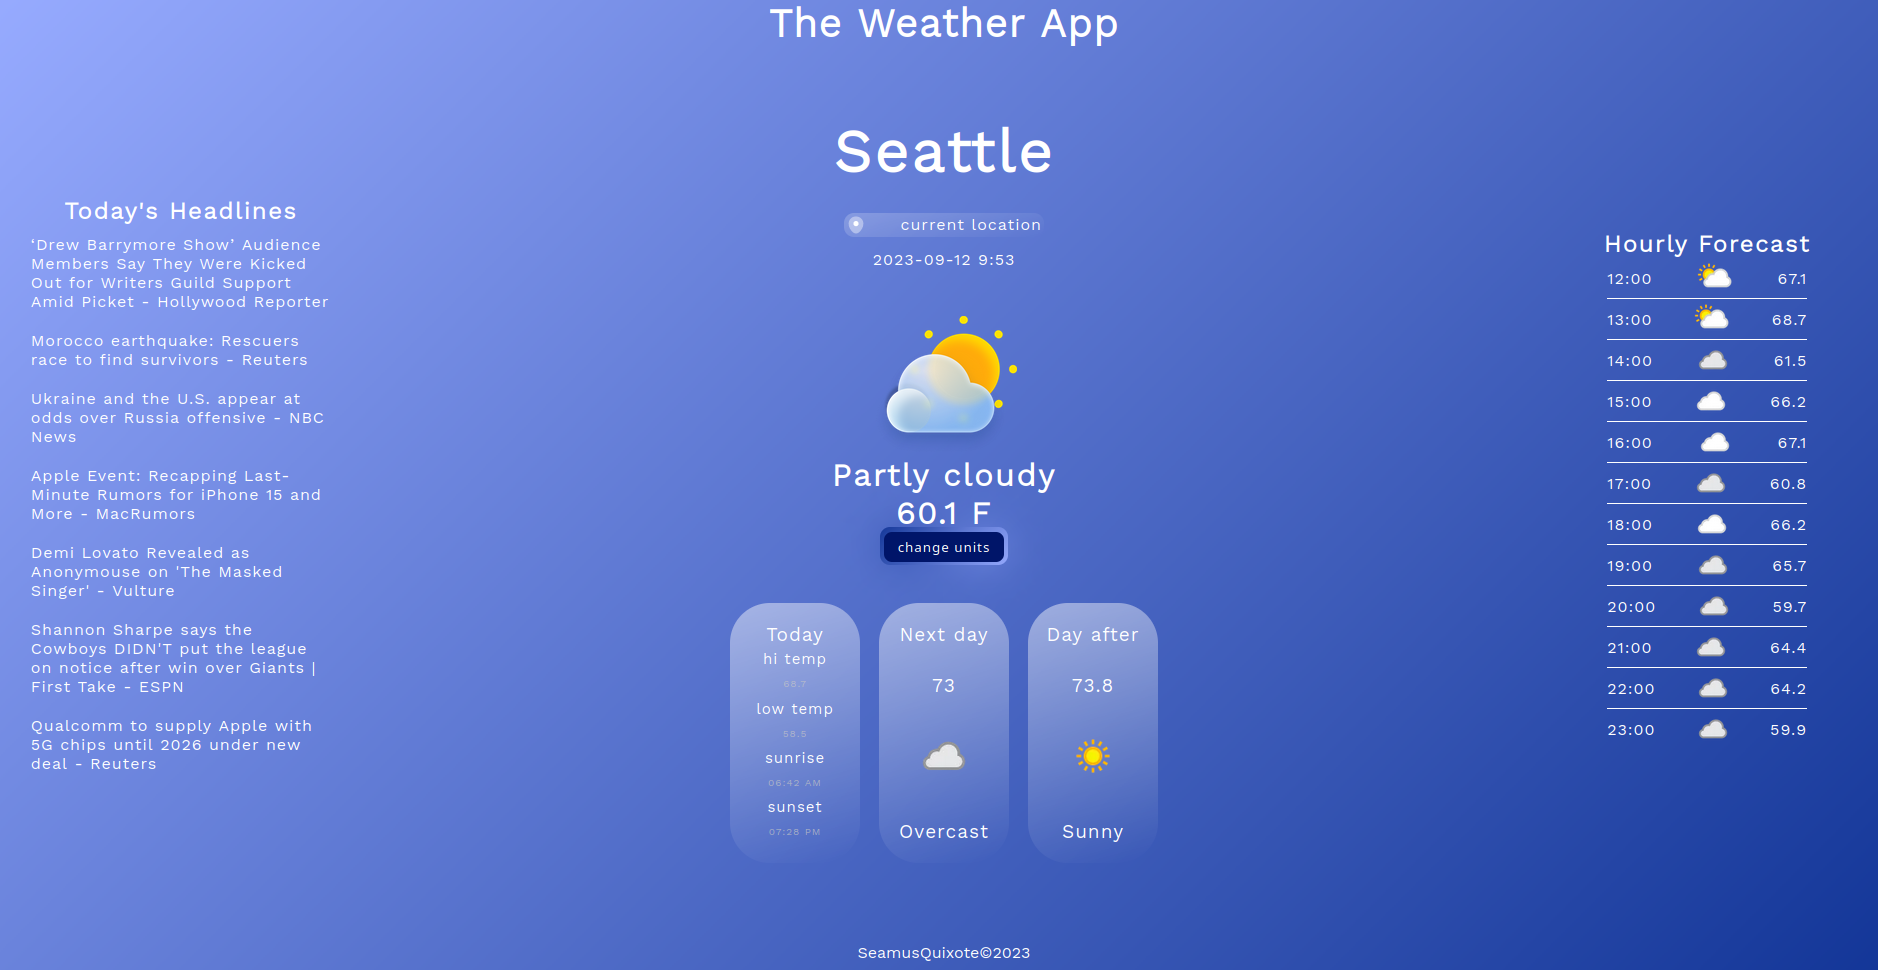 The Weather App
Today's Headlines
‘Drew Barrymore Show’ Audience
Members Say They Were Kicked
Out for Writers Guild Support
Amid Picket - Hollywood Reporter
Morocco earthquake: Rescuers
race to find survivors - Reuters
Ukraine and the U.S. appear at
odds over Russia offensive - NBC
News
Apple Event: Recapping Last-
Minute Rumors for iPhone 15 and
More - MacRumors
Demi Lovato Revealed as
Anonymouse on 'The Masked
Singer' - Vulture
Shannon Sharpe says the
Cowboys DIDN'T put the league
on notice after win over Giants |
First Take - ESPN
Qualcomm to supply Apple with
5G chips until 2026 under new
deal - Reuters
Seattle
current location
2023-09-12 9:53
Partly cloudy
60.1 F
change units
Today
hi temp
68.7
low temp
58.5
sunrise
06:42 AM
sunset
07:28 PM
Next day
73
Overcast
Day after
73.8
Sunny
Hourly Forecast
12:00 67.1
13:00 68.7
14:00 61.5
15:00 66.2
16:00 67.1
17:00 60.8
18:00 66.2
19:00 65.7
20:00 59.7
21:00 64.4
22:00 64.2
23:00 59.9
SeamusQuixote©2023